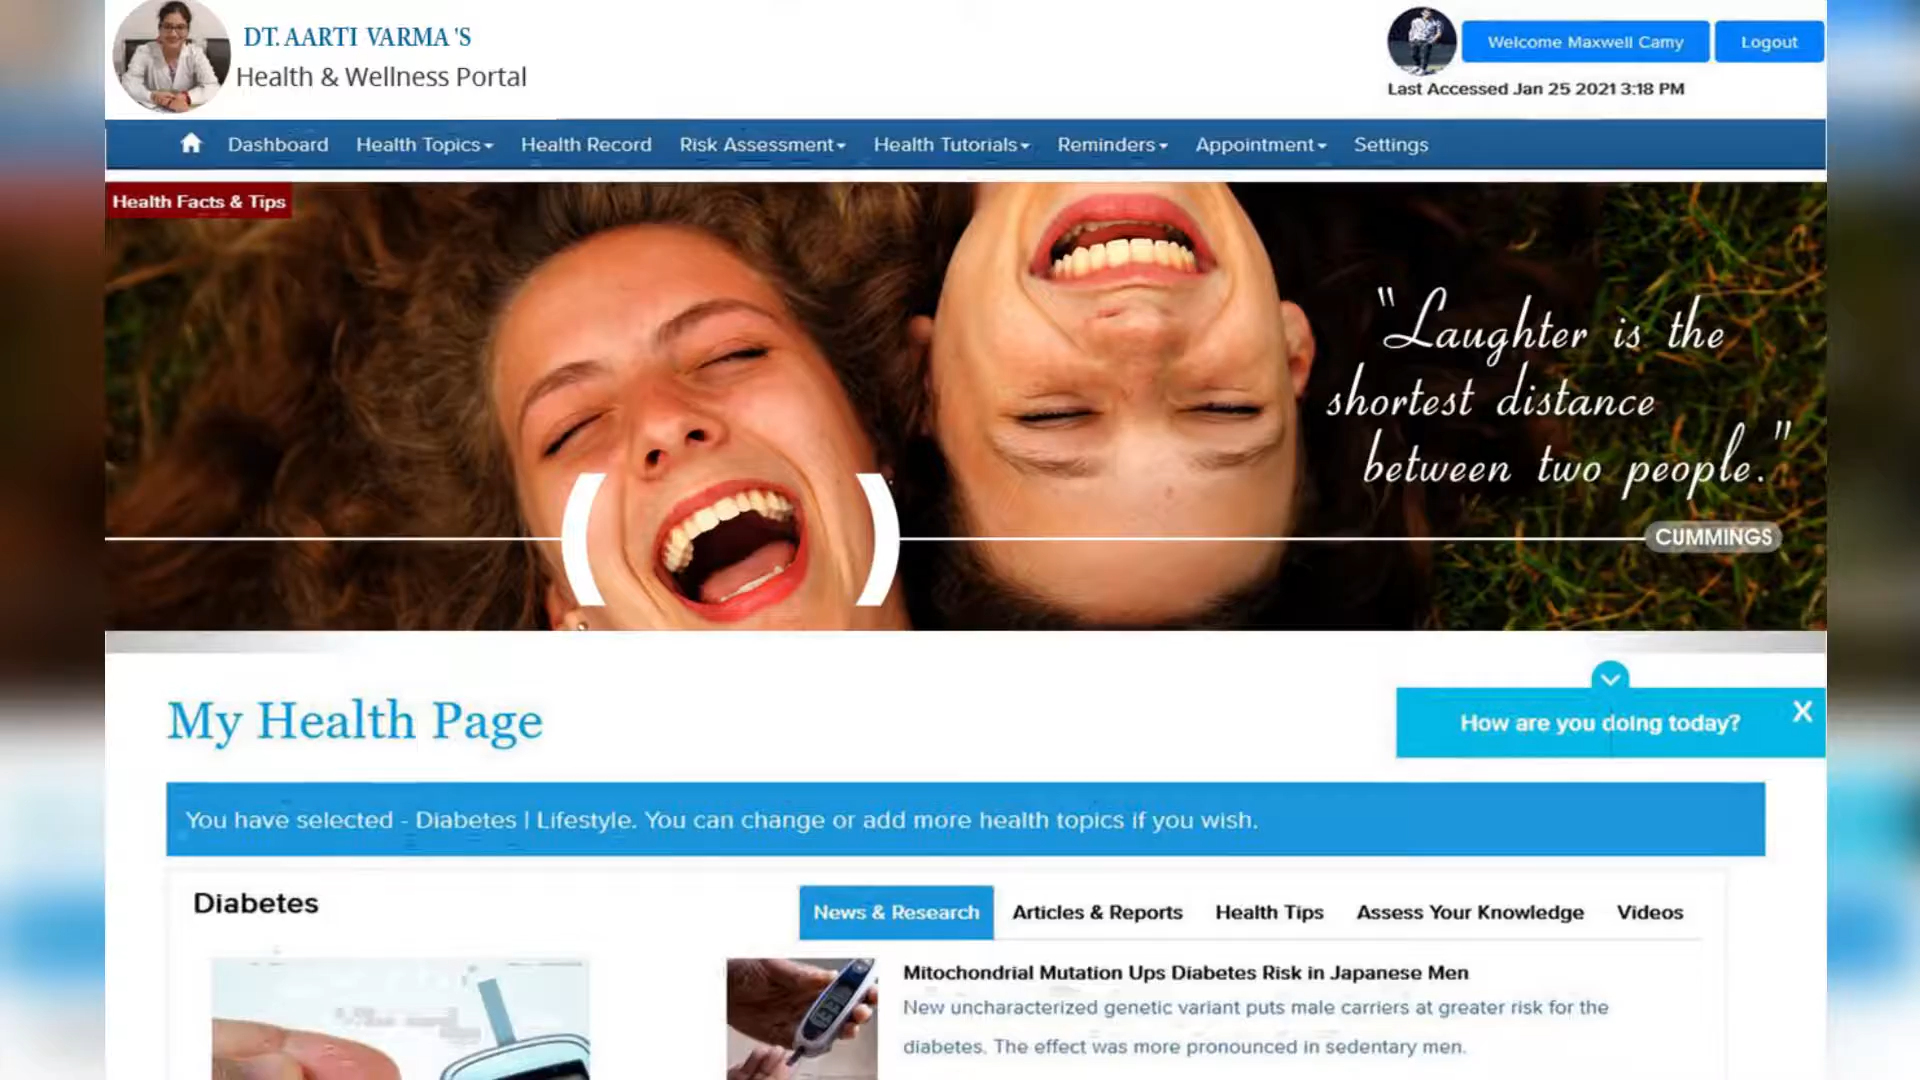 DT. AARTI VARMA 'S
Health & Wellness Portal
Welcome Maxwell Camy
Logout
Last Accessed Jan 25 2021 3:18 PM
Dashboard
Health Topics
Health Record
Risk Assessment
Health Tutorials
Reminders
Appointment
Settings
Health Facts & Tips
"Laughter is the
shortest distance
between two people."
CUMMINGS
My Health Page
How are you doing today?
X
You have selected - Diabetes | Lifestyle. You can change or add more health topics if you wish.
Diabetes
News & Research
Articles & Reports
Health Tips
Assess Your Knowledge
Videos
Mitochondrial Mutation Ups Diabetes Risk in Japanese Men
New uncharacterized genetic variant puts male carriers at greater risk for the
diabetes. The effect was more pronounced in sedentary men.